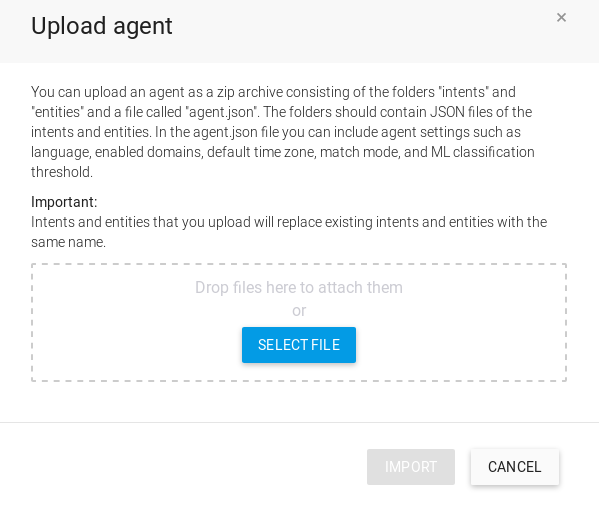 Upload agent
×
You can upload an agent as a zip archive consisting of the folders "intents" and
"entities" and a file called "agent.json". The folders should contain JSON files of the
intents and entities. In the agent.json file you can include agent settings such as
language, enabled domains, default time zone, match mode, and ML classification
threshold.
Important:
Intents and entities that you upload will replace existing intents and entities with the
same name.
Drop files here to attach them
or
SELECT FILE
IMPORT CANCEL